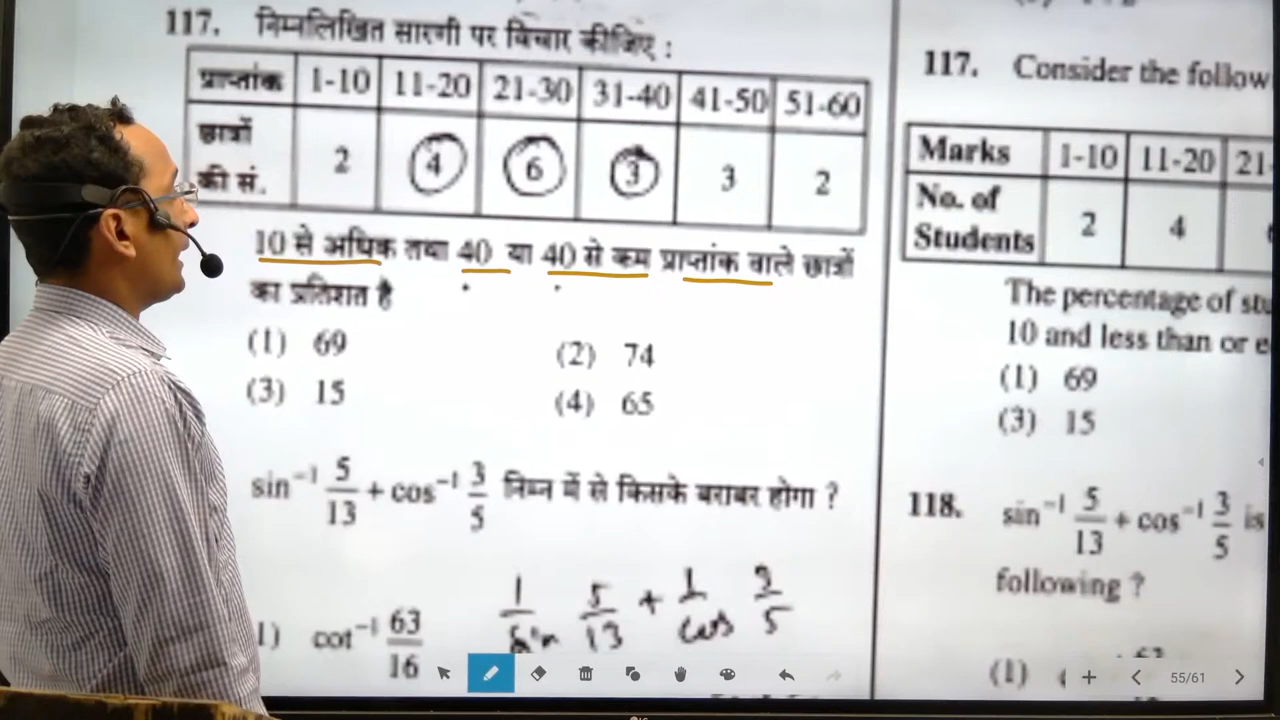 117. निम्नलिखित सारणी पर विचार कीजिए :
प्राप्तांक 1-10 11-20 21-30 31-40 41-50 51-60
छात्रों की सं. 2 4 6 3 3 2
10 से अधिक तथा 40 या 40 से कम प्राप्तांक वाले छात्रों
का प्रतिशत है
(1) 69 (2) 74
(3) 15 (4) 65
sin⁻¹ 5/13 + cos⁻¹ 3/5 निम्न में से किसके बराबर होगा ?
1/sin 5/13 + 1/cos 3/5
1) cot⁻¹ 63/16
117. Consider the follow
Marks 1-10 11-20 21-
No. of Students 2 4
The percentage of stu
10 and less than or e
(1) 69
(3) 15
118. sin⁻¹ 5/13 + cos⁻¹ 3/5 is
following ?
(1)
55/61